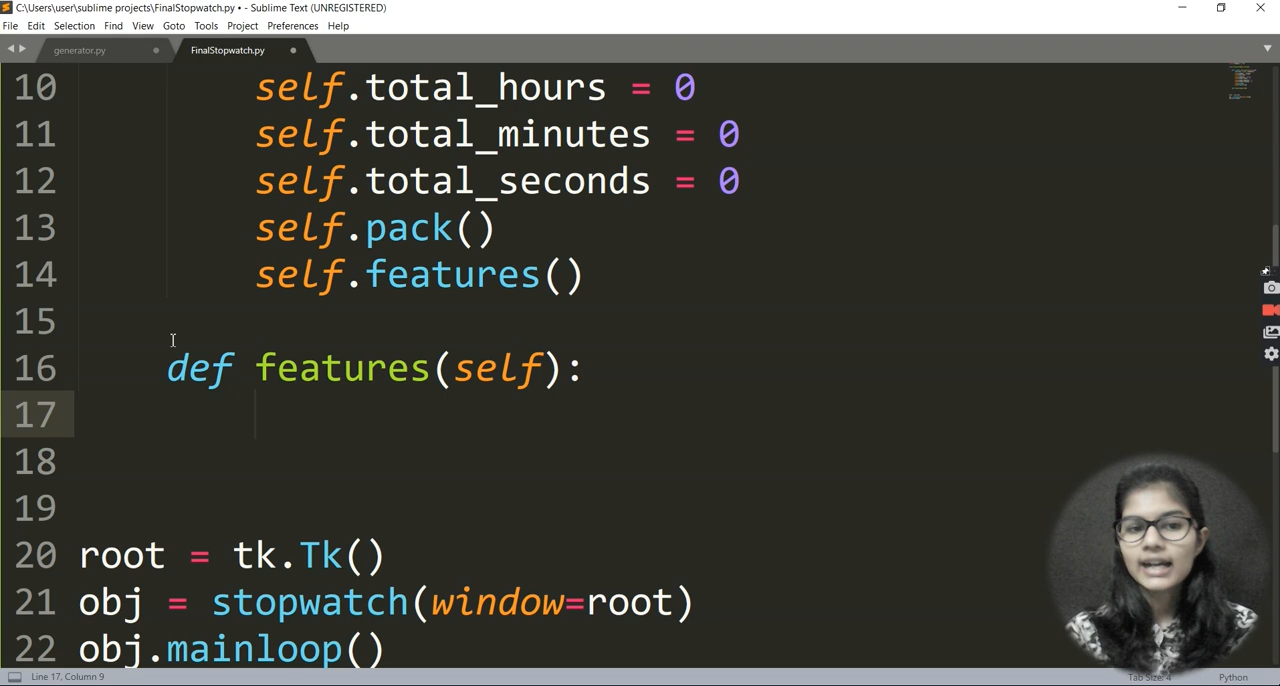 C:\Users\user\sublime projects\FinalStopwatch.py • - Sublime Text (UNREGISTERED)
File Edit Selection Find View Goto Tools Project Preferences Help
generator.py FinalStopwatch.py
10 self.total_hours = 0
11 self.total_minutes = 0
12 self.total_seconds = 0
13 self.pack()
14 self.features()
15
16 def features(self):
17
18
19
20 root = tk.Tk()
21 obj = stopwatch(window=root)
22 obj.mainloop()
Line 17, Column 9 Tab Size: 4 Python